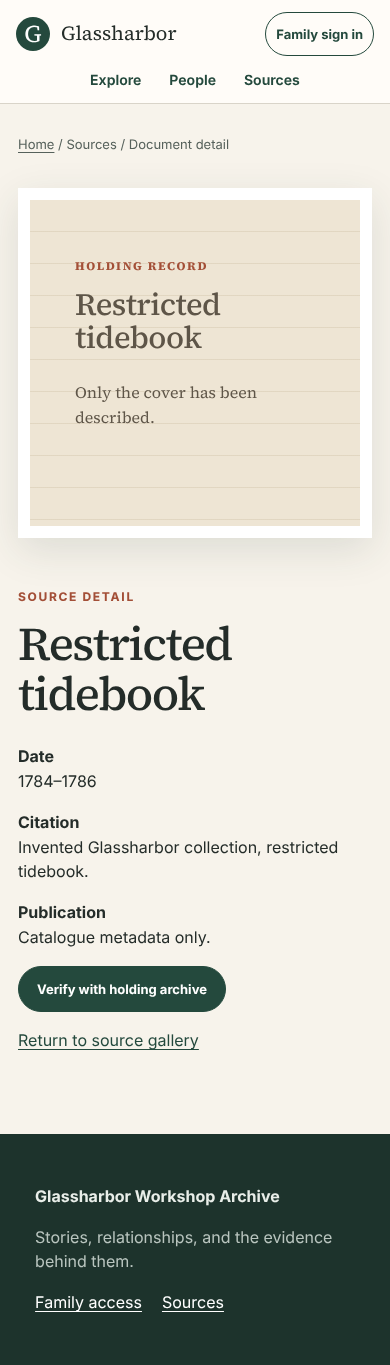 G Glassharbor
Family sign in
Explore People Sources
Home / Sources / Document detail
HOLDING RECORD
Restricted
tidebook
Only the cover has been
described.
SOURCE DETAIL
Restricted
tidebook
Date
1784–1786
Citation
Invented Glassharbor collection, restricted
tidebook.
Publication
Catalogue metadata only.
Verify with holding archive
Return to source gallery
Glassharbor Workshop Archive
Stories, relationships, and the evidence
behind them.
Family access Sources